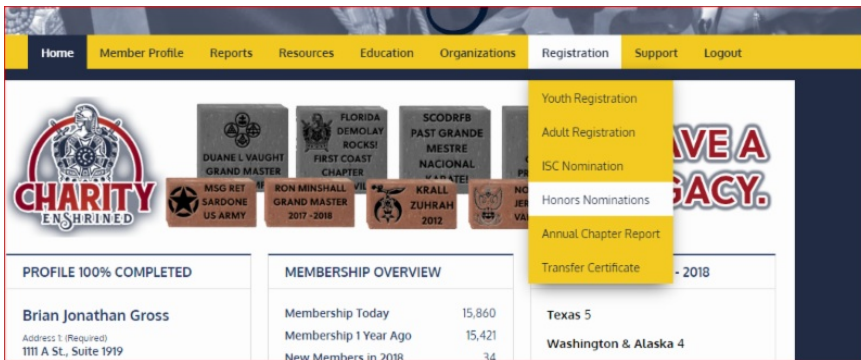 Home Member Profile Reports Resources Education Organizations Registration Support Logout
Youth Registration
Adult Registration
ISC Nomination
Honors Nominations
Annual Chapter Report
Transfer Certificate
CHARITY
ENSHRINED
DUANE L VAUGHT
GRAND MASTER
FLORIDA
DEMOLAY
ROCKS!
FIRST COAST
CHAPTER
SCODRFB
PAST GRANDE
MESTRE
NACIONAL
MSG RET
SARDONE
US ARMY
RON MINSHALL
GRAND MASTER
2017 -2018
KRALL
ZUHRAH
2012
AVE A
GACY.
PROFILE 100% COMPLETED
Brian Jonathan Gross
Address 1: (Required)
1111 A St., Suite 1919
MEMBERSHIP OVERVIEW
Membership Today 15,860
Membership 1 Year Ago 15,421
New Members in 2018 34
- 2018
Texas 5
Washington & Alaska 4